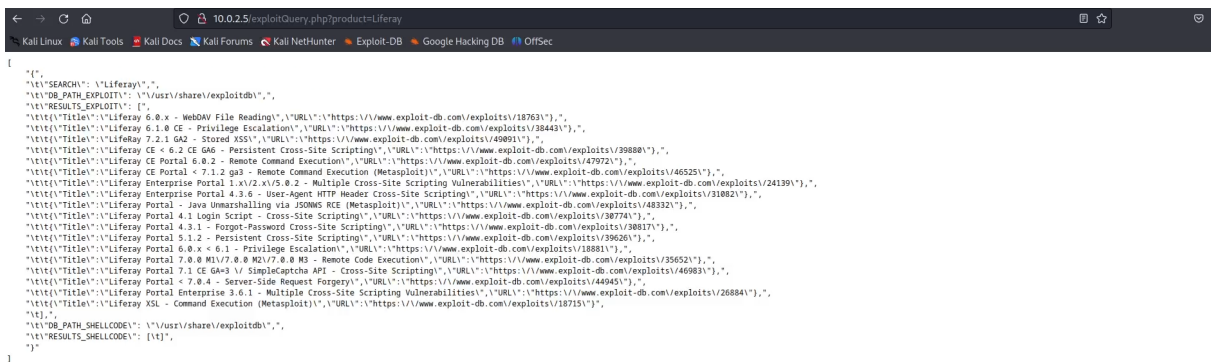 10.0.2.5/exploitQuery.php?product=Liferay
Kali Linux Kali Tools Kali Docs Kali Forums Kali NetHunter Exploit-DB Google Hacking DB OffSec
[
"{",
"\t\"SEARCH\": \"Liferay\",",
"\t\"DB_PATH_EXPLOIT\": \"\/usr\/share\/exploitdb\",",
"\t\"RESULTS_EXPLOIT\": [",
"\t\t{\"Title\":\"Liferay 6.0.x - WebDAV File Reading\",\"URL\":\"https:\/\/www.exploit-db.com\/exploits\/18763\"},",
"\t\t{\"Title\":\"Liferay 6.1.0 CE - Privilege Escalation\",\"URL\":\"https:\/\/www.exploit-db.com\/exploits\/38443\"},",
"\t\t{\"Title\":\"LifeRay 7.2.1 GA2 - Stored XSS\",\"URL\":\"https:\/\/www.exploit-db.com\/exploits\/49091\"},",
"\t\t{\"Title\":\"Liferay CE < 6.2 CE GA6 - Persistent Cross-Site Scripting\",\"URL\":\"https:\/\/www.exploit-db.com\/exploits\/39880\"},",
"\t\t{\"Title\":\"Liferay CE Portal 6.0.2 - Remote Command Execution\",\"URL\":\"https:\/\/www.exploit-db.com\/exploits\/47972\"},",
"\t\t{\"Title\":\"Liferay CE Portal < 7.1.2 ga3 - Remote Command Execution (Metasploit)\",\"URL\":\"https:\/\/www.exploit-db.com\/exploits\/46525\"},",
"\t\t{\"Title\":\"Liferay Enterprise Portal 1.x\/2.x\/5.0.2 - Multiple Cross-Site Scripting Vulnerabilities\",\"URL\":\"https:\/\/www.exploit-db.com\/exploits\/24139\"},",
"\t\t{\"Title\":\"Liferay Enterprise Portal 4.3.6 - User-Agent HTTP Header Cross-Site Scripting\",\"URL\":\"https:\/\/www.exploit-db.com\/exploits\/31082\"},",
"\t\t{\"Title\":\"Liferay Portal - Java Unmarshalling via JSONWS RCE (Metasploit)\",\"URL\":\"https:\/\/www.exploit-db.com\/exploits\/48332\"},",
"\t\t{\"Title\":\"Liferay Portal 4.1 Login Script - Cross-Site Scripting\",\"URL\":\"https:\/\/www.exploit-db.com\/exploits\/30774\"},",
"\t\t{\"Title\":\"Liferay Portal 4.3.1 - Forgot-Password Cross-Site Scripting\",\"URL\":\"https:\/\/www.exploit-db.com\/exploits\/30817\"},",
"\t\t{\"Title\":\"Liferay Portal 5.1.2 - Persistent Cross-Site Scripting\",\"URL\":\"https:\/\/www.exploit-db.com\/exploits\/39626\"},",
"\t\t{\"Title\":\"Liferay Portal 6.0.x < 6.1 - Privilege Escalation\",\"URL\":\"https:\/\/www.exploit-db.com\/exploits\/18881\"},",
"\t\t{\"Title\":\"Liferay Portal 7.0.0 M1\/7.0.0 M2\/7.0.0 M3 - Remote Code Execution\",\"URL\":\"https:\/\/www.exploit-db.com\/exploits\/35652\"},",
"\t\t{\"Title\":\"Liferay Portal 7.1 CE GA=3 \/ SimpleCaptcha API - Cross-Site Scripting\",\"URL\":\"https:\/\/www.exploit-db.com\/exploits\/46983\"},",
"\t\t{\"Title\":\"Liferay Portal < 7.0.4 - Server-Side Request Forgery\",\"URL\":\"https:\/\/www.exploit-db.com\/exploits\/44945\"},",
"\t\t{\"Title\":\"Liferay Portal Enterprise 3.6.1 - Multiple Cross-Site Scripting Vulnerabilities\",\"URL\":\"https:\/\/www.exploit-db.com\/exploits\/26884\"},",
"\t\t{\"Title\":\"Liferay XSL - Command Execution (Metasploit)\",\"URL\":\"https:\/\/www.exploit-db.com\/exploits\/18715\"}",
"\t],",
"\t\"DB_PATH_SHELLCODE\": \"\/usr\/share\/exploitdb\",",
"\t\"RESULTS_SHELLCODE\": [\t]",
"}"
]